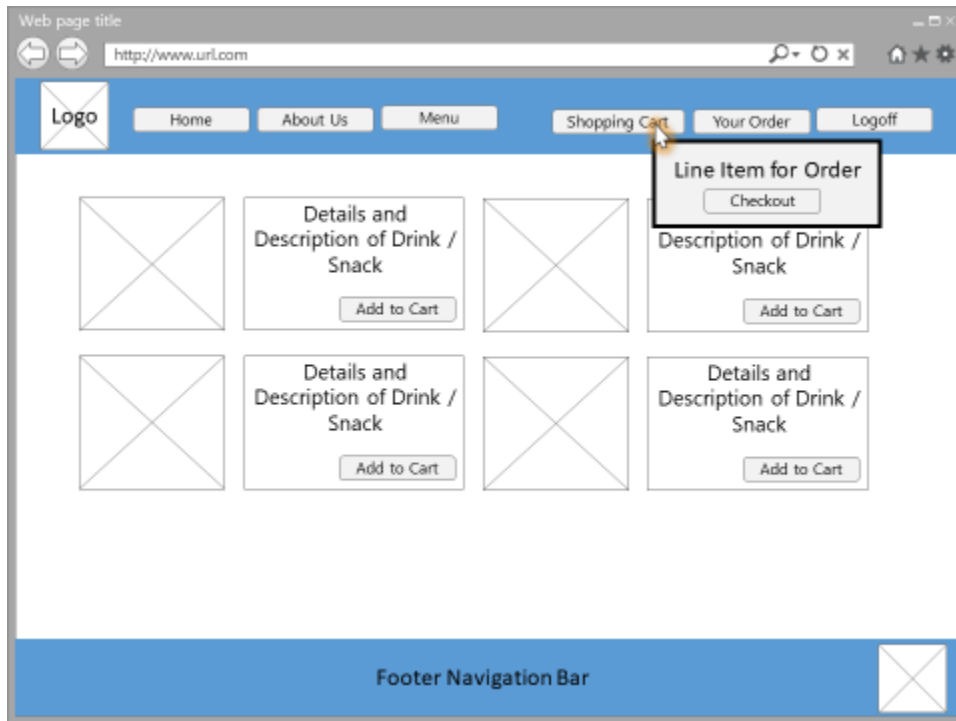 Web page title
http://www.url.com
Logo
Home
About Us
Menu
Shopping Cart
Your Order
Logoff
Line Item for Order
Checkout
Details and
Description of Drink /
Snack
Add to Cart
Description of Drink /
Snack
Add to Cart
Details and
Description of Drink /
Snack
Add to Cart
Details and
Description of Drink /
Snack
Add to Cart
Footer Navigation Bar